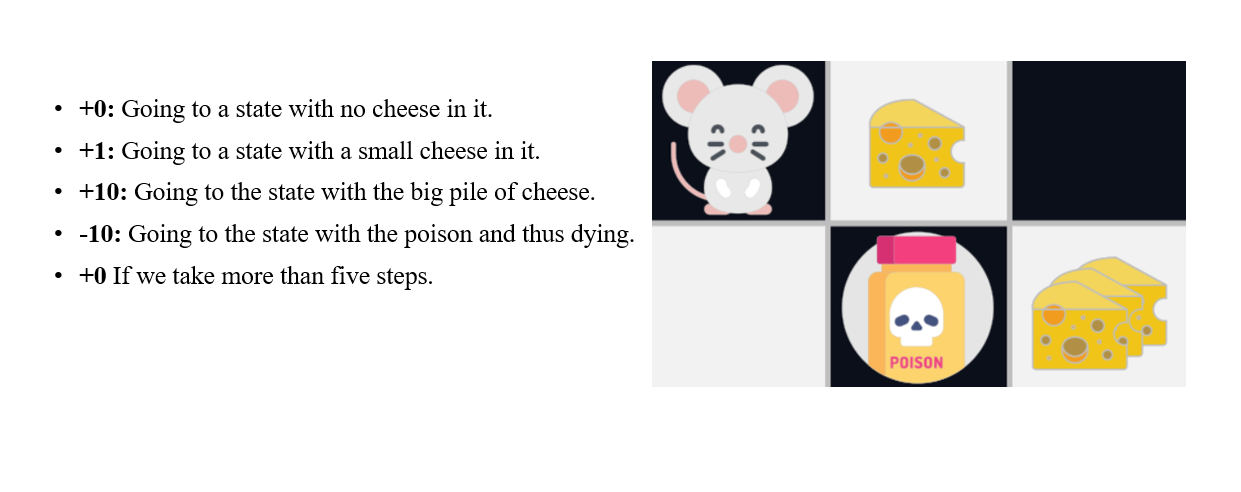 • +0: Going to a state with no cheese in it.
• +1: Going to a state with a small cheese in it.
• +10: Going to the state with the big pile of cheese.
• -10: Going to the state with the poison and thus dying.
• +0 If we take more than five steps.
POISON